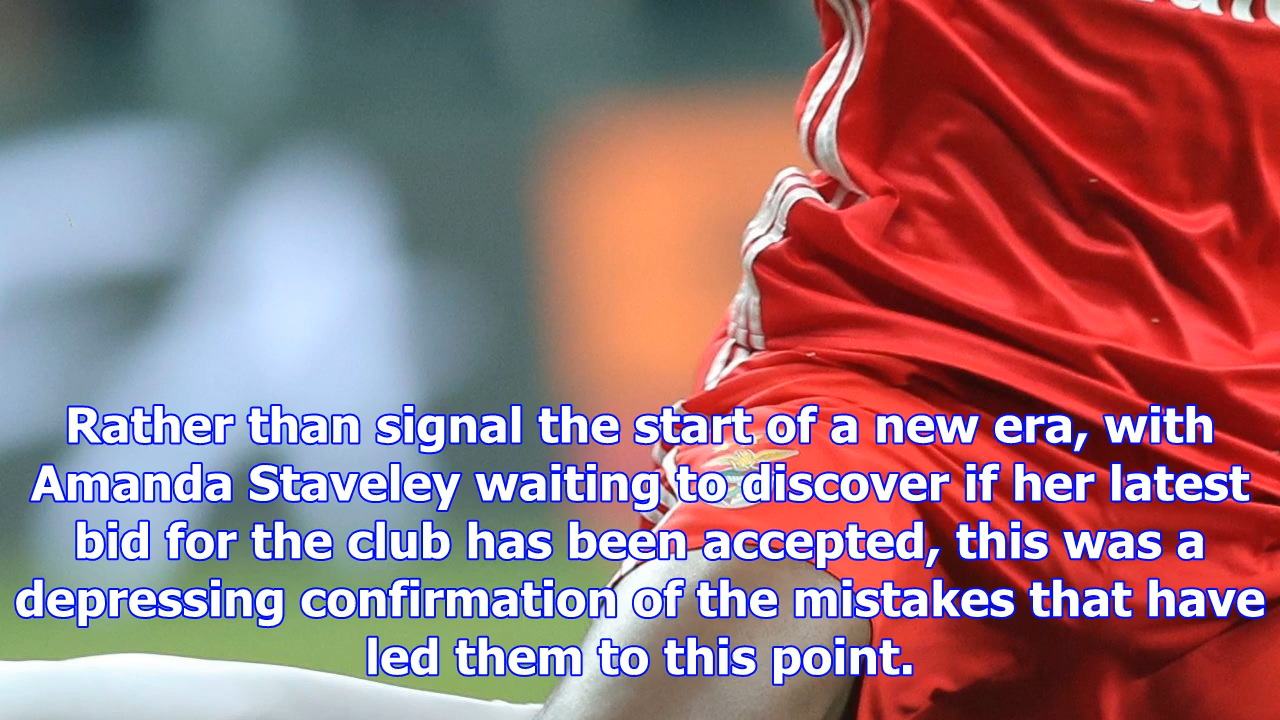 Rather than signal the start of a new era, with
Amanda Staveley waiting to discover if her latest
bid for the club has been accepted, this was a
depressing confirmation of the mistakes that have
led them to this point.